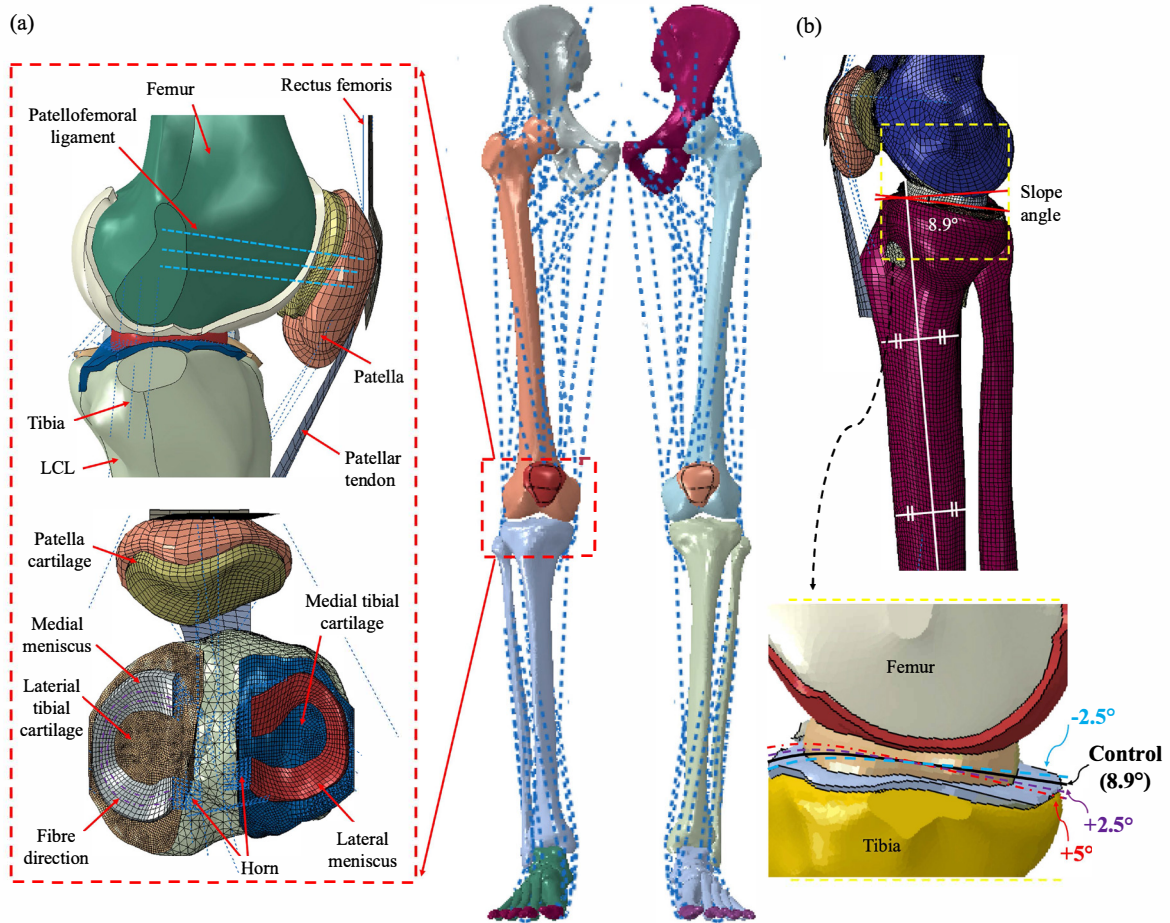 (a)
Femur
Rectus femoris
Patellofemoral
ligament
Patella
Tibia
LCL
Patellar
tendon
Patella
cartilage
Medial tibial
cartilage
Medial
meniscus
Laterial
tibial
cartilage
Fibre
direction
Horn
Lateral
meniscus
(b)
Slope
angle
8.9°
Femur
-2.5°
Control
(8.9°)
+2.5°
+5°
Tibia